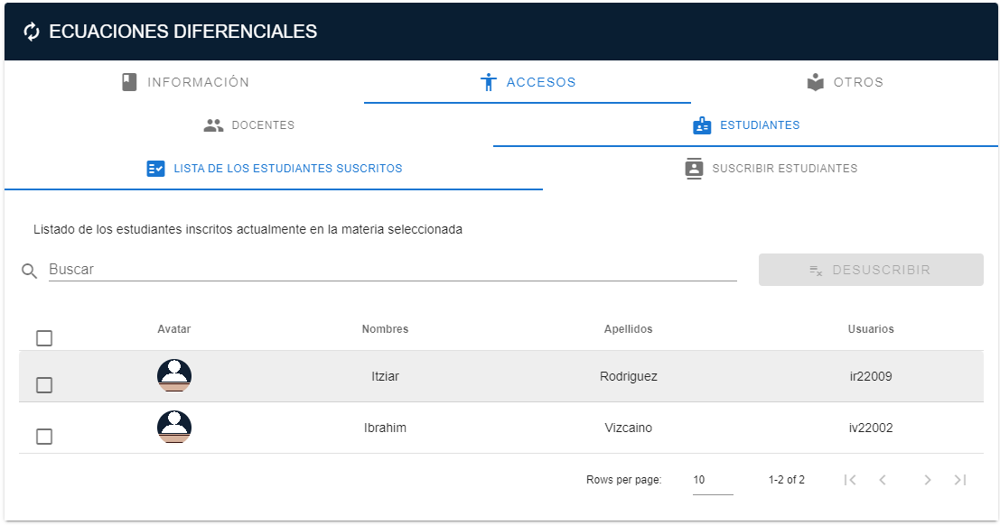 ECUACIONES DIFERENCIALES
INFORMACIÓN ACCESOS OTROS
DOCENTES ESTUDIANTES
LISTA DE LOS ESTUDIANTES SUSCRITOS SUSCRIBIR ESTUDIANTES
Listado de los estudiantes inscritos actualmente en la materia seleccionada
Buscar DESUSCRIBIR
Avatar Nombres Apellidos Usuarios
Itziar Rodriguez ir22009
Ibrahim Vizcaino iv22002
Rows per page: 10 1-2 of 2